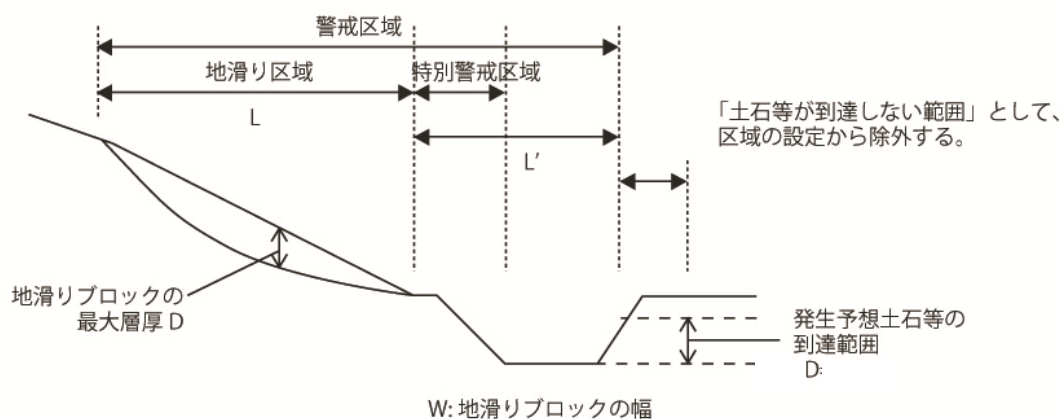 警戒区域
地滑り区域
特別警戒区域
L
「土石等が到達しない範囲」として、
区域の設定から除外する。
L'
地滑りブロックの
最大層厚 D
発生予想土石等の
到達範囲
D:
W: 地滑りブロックの幅